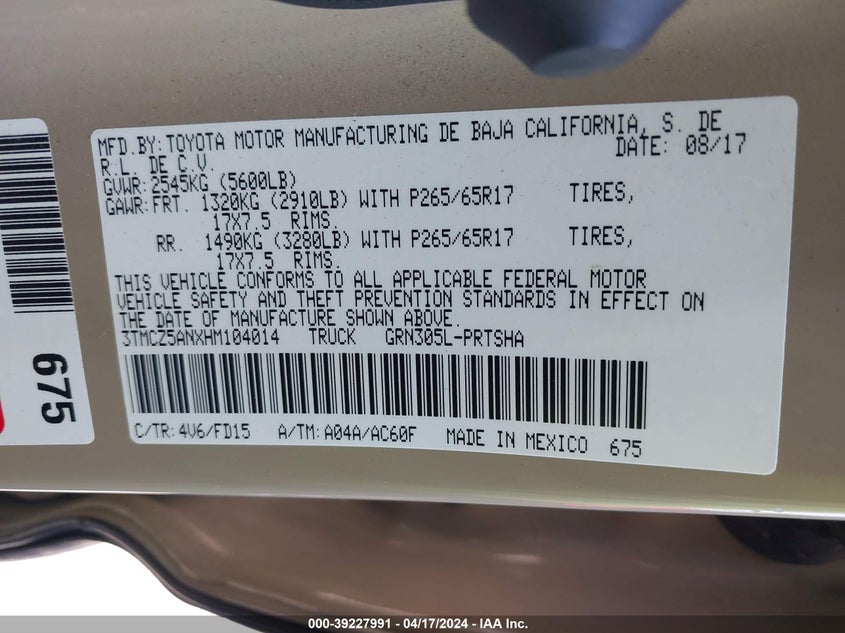 MFD.BY: TOYOTA MOTOR MANUFACTURING DE BAJA CALIFORNIA, S. DE
R.L. DE C.V. DATE: 08/17
GVWR: 2545KG (5600LB)
GAWR: FRT. 1320KG (2910LB) WITH P265/65R17 TIRES,
17X7.5 RIMS.
RR. 1490KG (3280LB) WITH P265/65R17 TIRES,
17X7.5 RIMS.
THIS VEHICLE CONFORMS TO ALL APPLICABLE FEDERAL MOTOR
VEHICLE SAFETY AND THEFT PREVENTION STANDARDS IN EFFECT ON
THE DATE OF MANUFACTURE SHOWN ABOVE.
3TMCZ5ANXHM104014 TRUCK GRN305L-PRTSHA
C/TR: 4V6/FD15 A/TM: A04A/AC60F MADE IN MEXICO 675
675
000-39227991 - 04/17/2024 - IAA Inc.